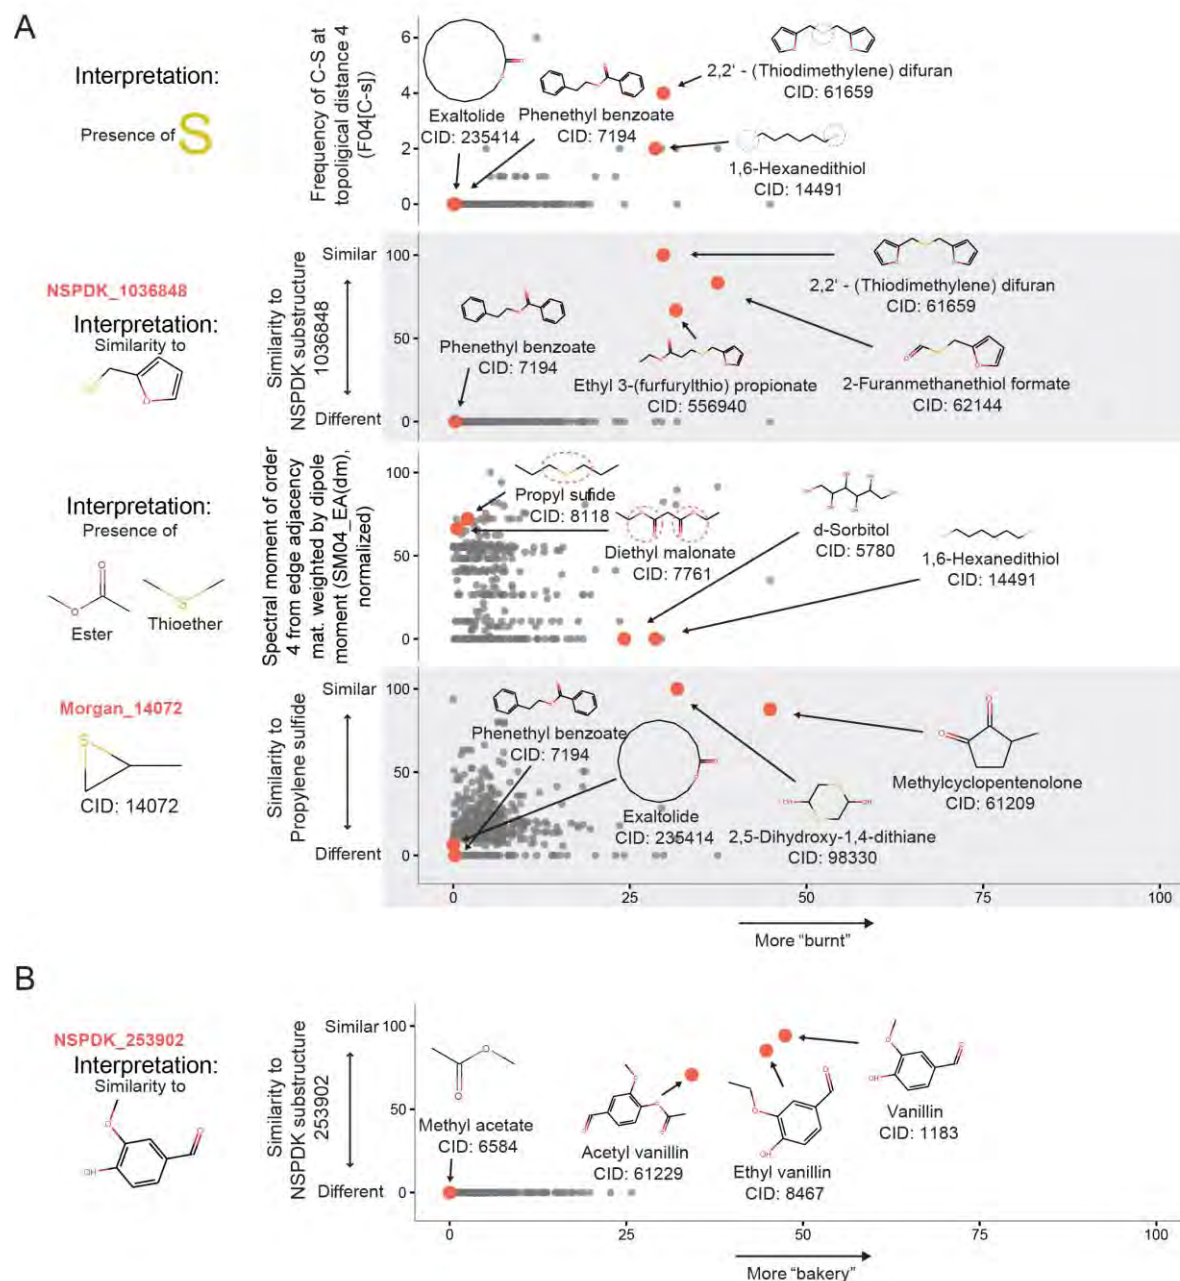 A
Interpretation:
Presence of S
Frequency of C-S at
topoligical distance 4
(F04[C-s])
6
4
2
0
Exaltolide
CID: 235414
Phenethyl benzoate
CID: 7194
2,2' - (Thiodimethylene) difuran
CID: 61659
1,6-Hexanedithiol
CID: 14491
NSPDK_1036848
Interpretation:
Similarity to
Similarity to
NSPDK substructure
1036848
Similar
Different
100
50
0
Phenethyl benzoate
CID: 7194
Ethyl 3-(furfurylthio) propionate
CID: 556940
2,2' - (Thiodimethylene) difuran
CID: 61659
2-Furanmethanethiol formate
CID: 62144
Interpretation:
Presence of
Ester
Thioether
Spectral moment of order
4 from edge adjacency
mat. weighted by dipole
moment (SM04_EA(dm),
normalized)
100
50
0
Propyl sufide
CID: 8118
Diethyl malonate
CID: 7761
d-Sorbitol
CID: 5780
1,6-Hexanedithiol
CID: 14491
Morgan_14072
S
CID: 14072
Similarity to
Propylene sulfide
Similar
Different
100
50
0
Phenethyl benzoate
CID: 7194
Exaltolide
CID: 235414
2,5-Dihydroxy-1,4-dithiane
CID: 98330
Methylcyclopentenolone
CID: 61209
0 25 50 75 100
More “burnt”
B
NSPDK_253902
Interpretation:
Similarity to
Similarity to
NSPDK substructure
253902
Similar
Different
100
50
0
Methyl acetate
CID: 6584
Acetyl vanillin
CID: 61229
Ethyl vanillin
CID: 8467
Vanillin
CID: 1183
0 25 50 75 100
More “bakery”